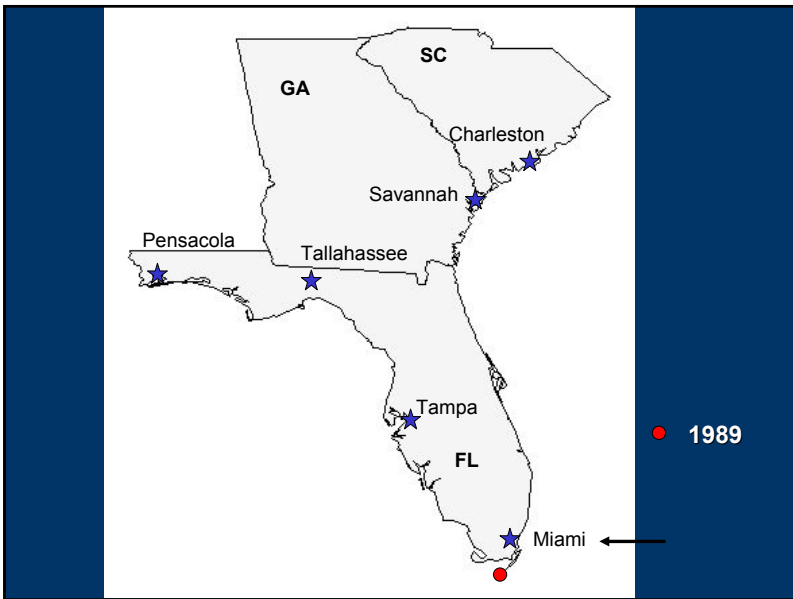 SC
GA
Charleston
Savannah
Pensacola
Tallahassee
Tampa
1989
FL
Miami